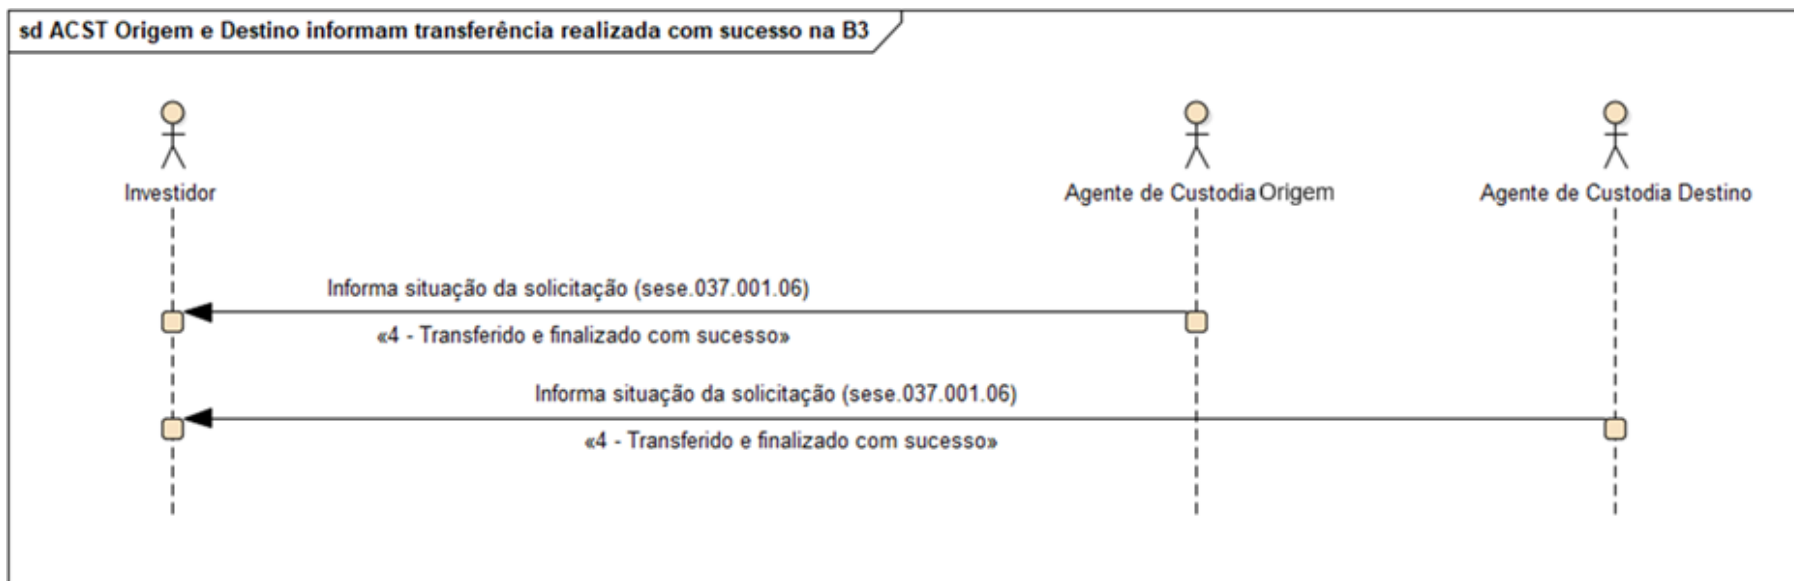 sd ACST Origem e Destino informam transferência realizada com sucesso na B3
Investidor
Agente de Custodia Origem
Agente de Custodia Destino
Informa situação da solicitação (sese.037.001.06)
«4 - Transferido e finalizado com sucesso»
Informa situação da solicitação (sese.037.001.06)
«4 - Transferido e finalizado com sucesso»